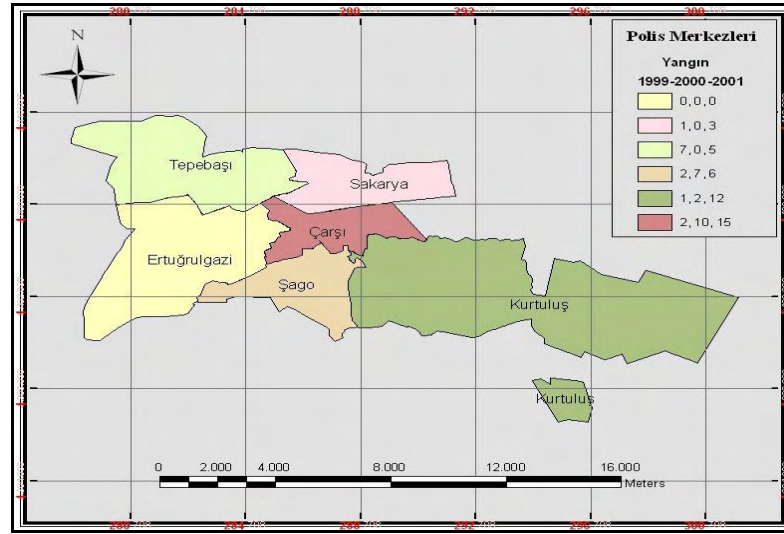 N
Polis Merkezleri
Yangın
1999-2000-2001
0, 0, 0
1, 0, 3
7, 0, 5
2, 7, 6
1, 2, 12
2, 10, 15
Tepebaşı
Sakarya
Çarşı
Ertuğrulgazi
Şago
Kurtuluş
Kurtuluş
0 2.000 4.000 8.000 12.000 16.000
Meters